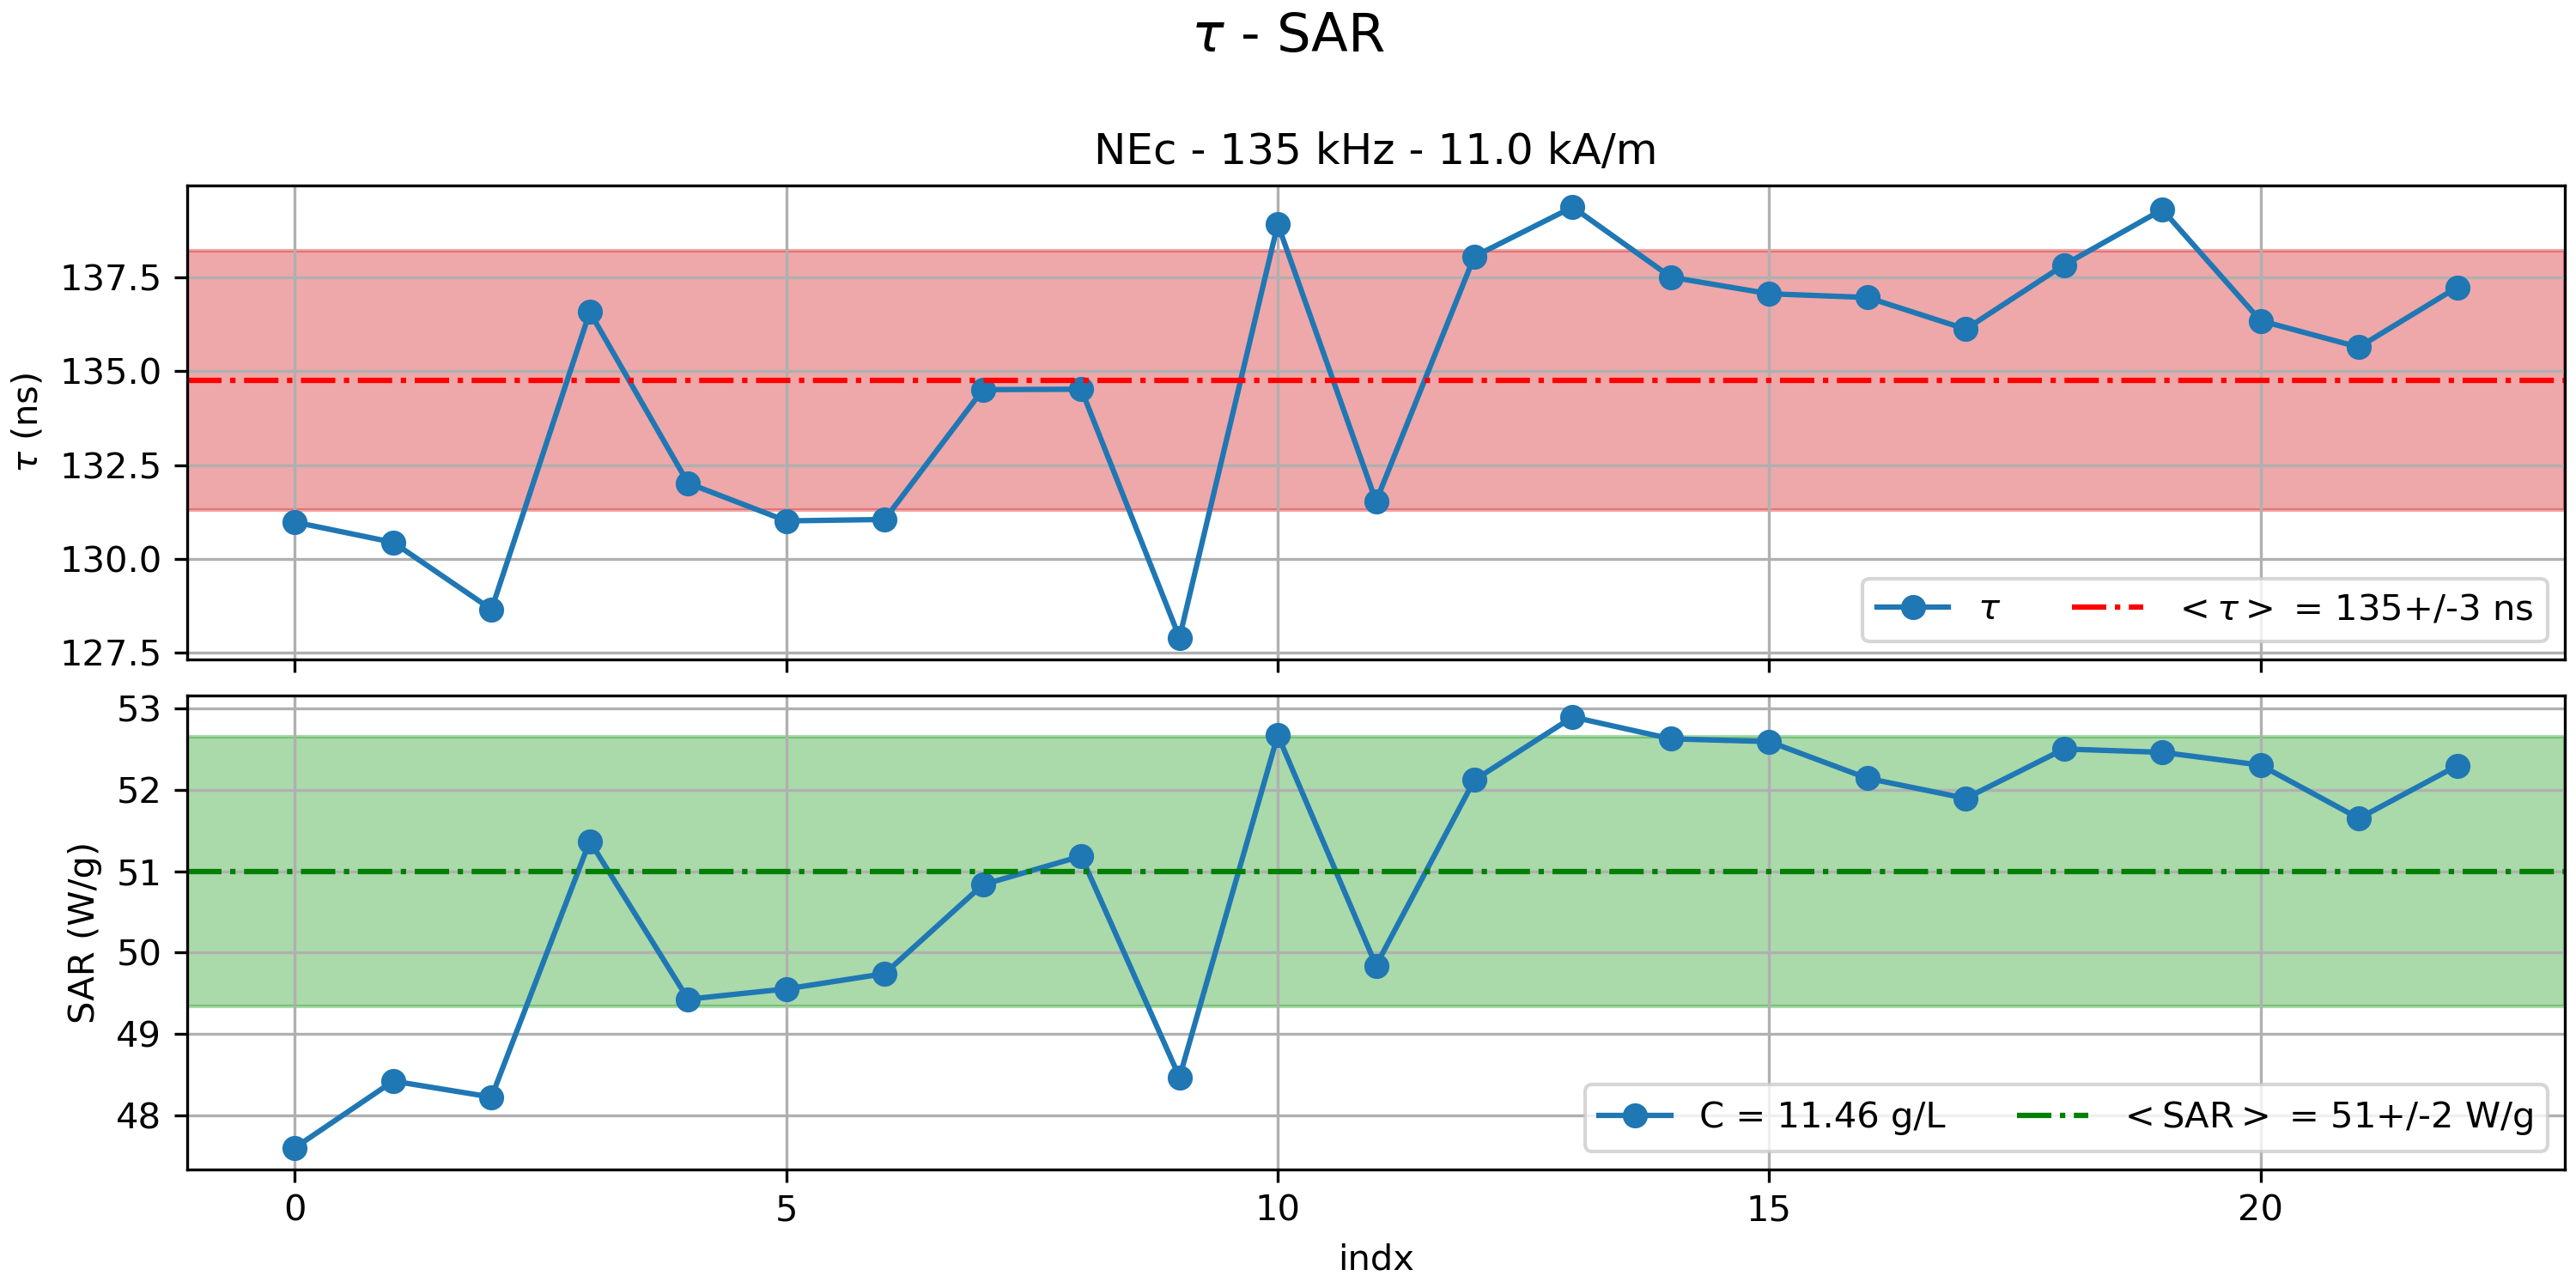 τ - SAR
NEc - 135 kHz - 11.0 kA/m
τ (ns)
137.5
135.0
132.5
130.0
127.5
τ
<τ> = 135+/-3 ns
SAR (W/g)
53
52
51
50
49
48
C = 11.46 g/L
<SAR> = 51+/-2 W/g
0 5 10 15 20
indx